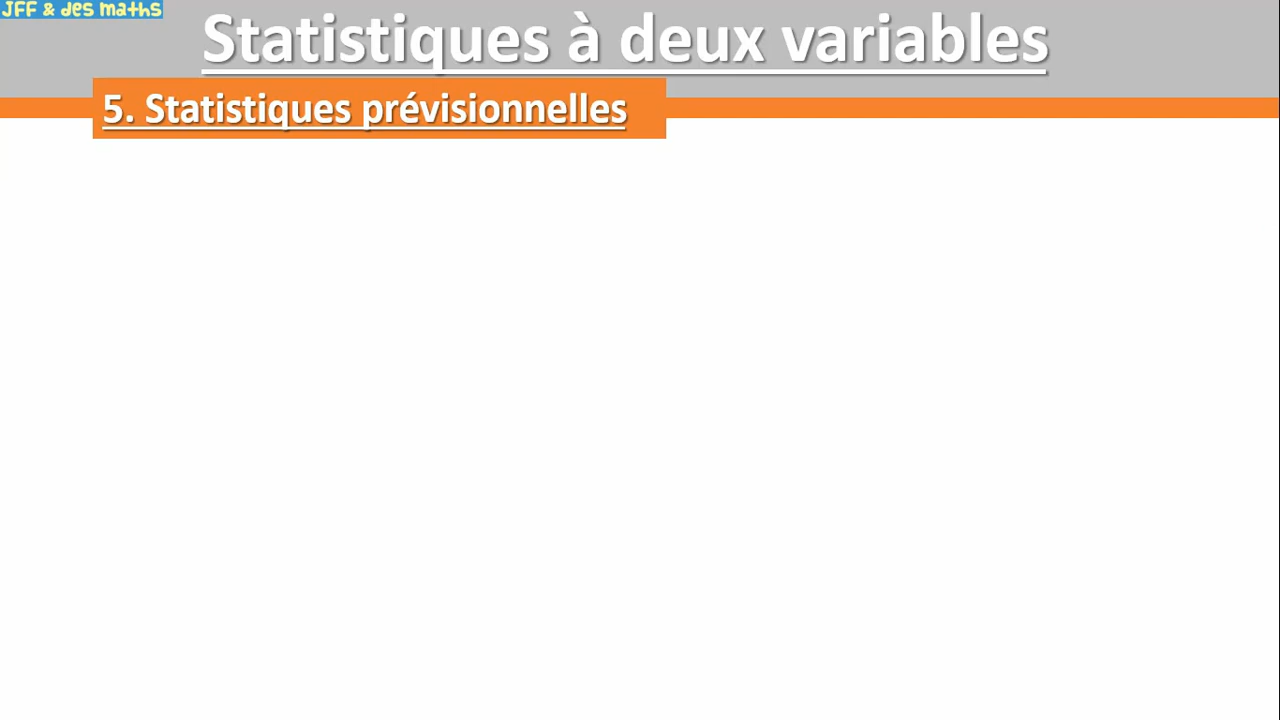 JFF & des maths
Statistiques à deux variables
5. Statistiques prévisionnelles